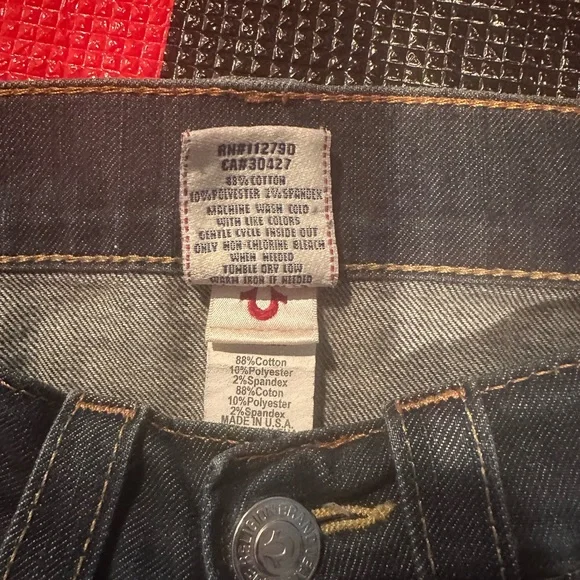 RN#112790
CA#30427
88% COTTON
10% POLYESTER 2% SPANDEX
MACHINE WASH COLD
WITH LIKE COLORS
GENTLE CYCLE INSIDE OUT
ONLY NON CHLORINE BLEACH
WHEN NEEDED
TUMBLE DRY LOW
WARM IRON IF NEEDED
88%Cotton
10%Polyester
2%Spandex
88%Coton
10%Polyester
2%Spandex
MADE IN U.S.A.